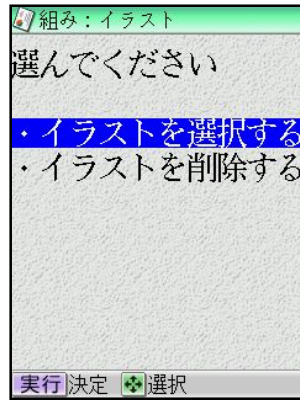 組み：イラスト
選んでください
・イラストを選択する
・イラストを削除する
実行決定 選択